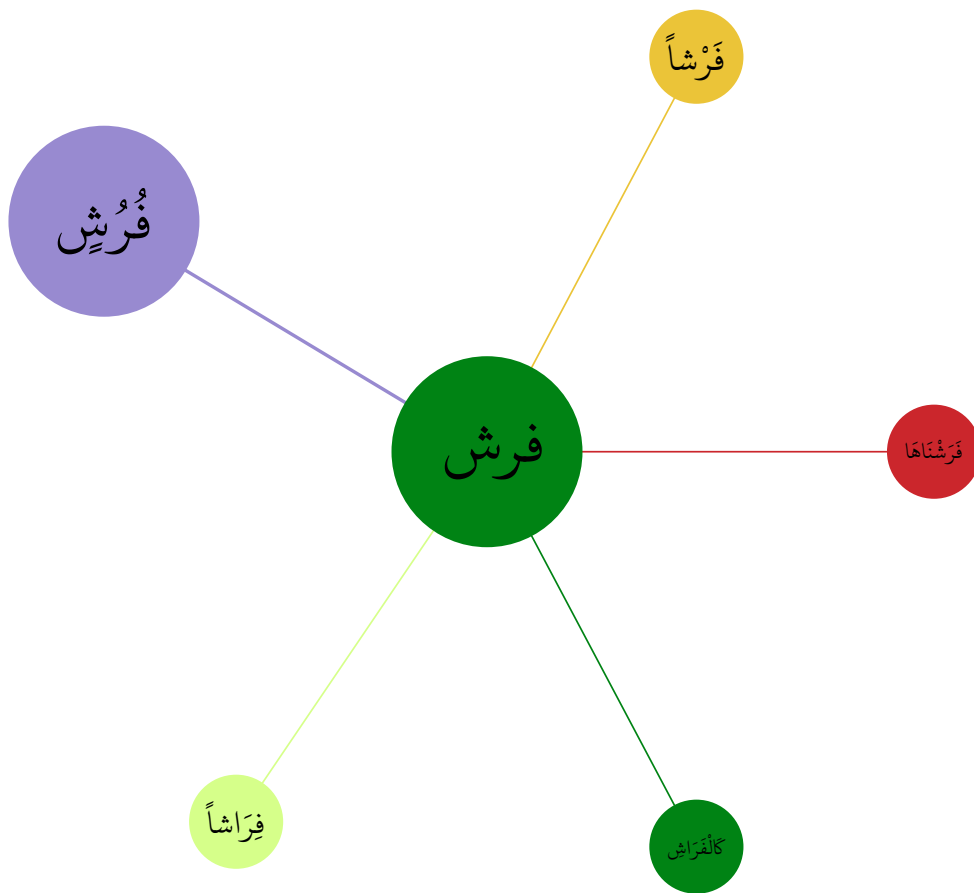 فَرْشاً
فُرُشٍ
فرش
فَرَشْنَاهَا
فِرَاشاً
كَالْفَرَاشِ